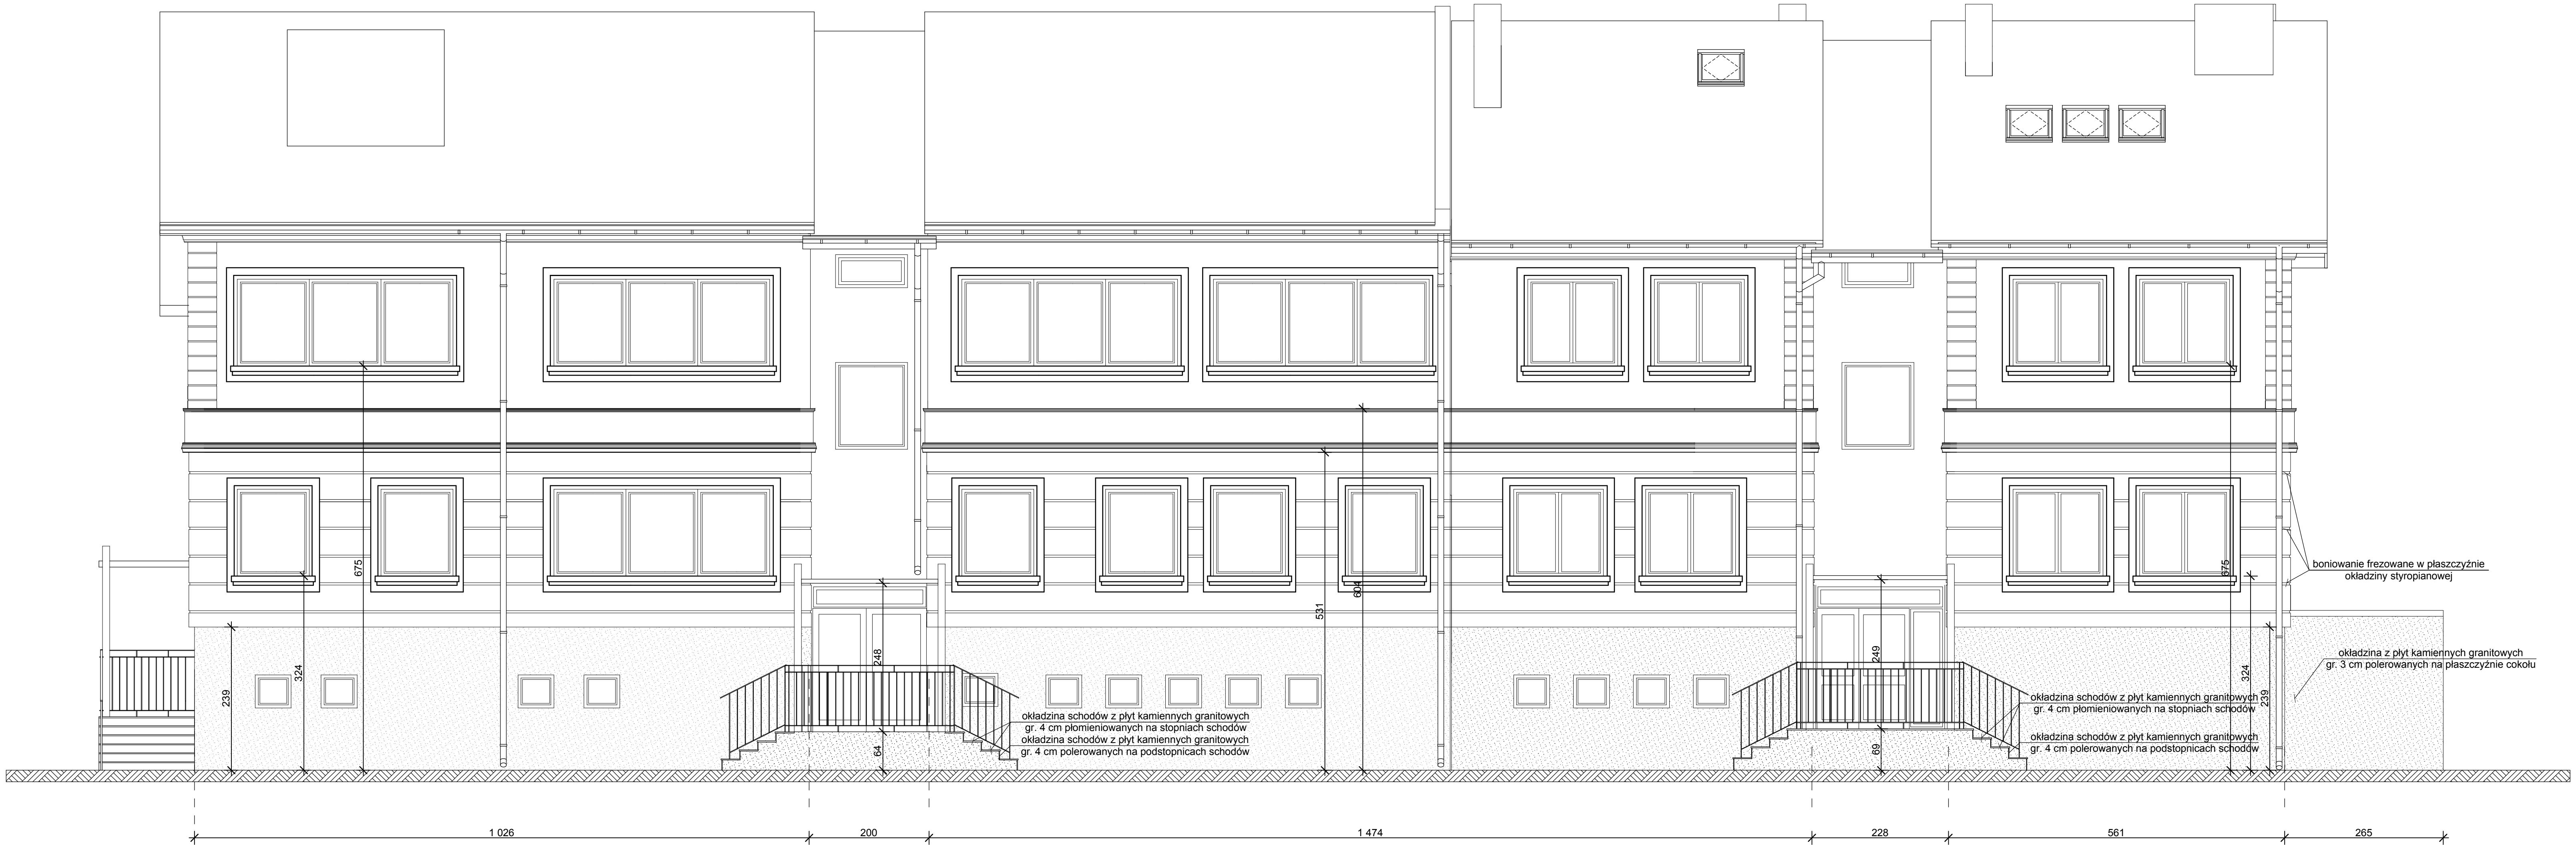 675
604
675
boniowanie frezowane w płaszczyźnie
okładziny styropianowej
531
324
248
249
239
324
239
okładzina z płyt kamiennych granitowych
gr. 3 cm polerowanych na płaszczyźnie cokołu
okładzina schodów z płyt kamiennych granitowych
gr. 4 cm płomieniowanych na stopniach schodów
okładzina schodów z płyt kamiennych granitowych
gr. 4 cm polerowanych na podstopnicach schodów
64
okładzina schodów z płyt kamiennych granitowych
gr. 4 cm płomieniowanych na stopniach schodów
okładzina schodów z płyt kamiennych granitowych
gr. 4 cm polerowanych na podstopnicach schodów
69
1 026
200
1 474
228
561
265